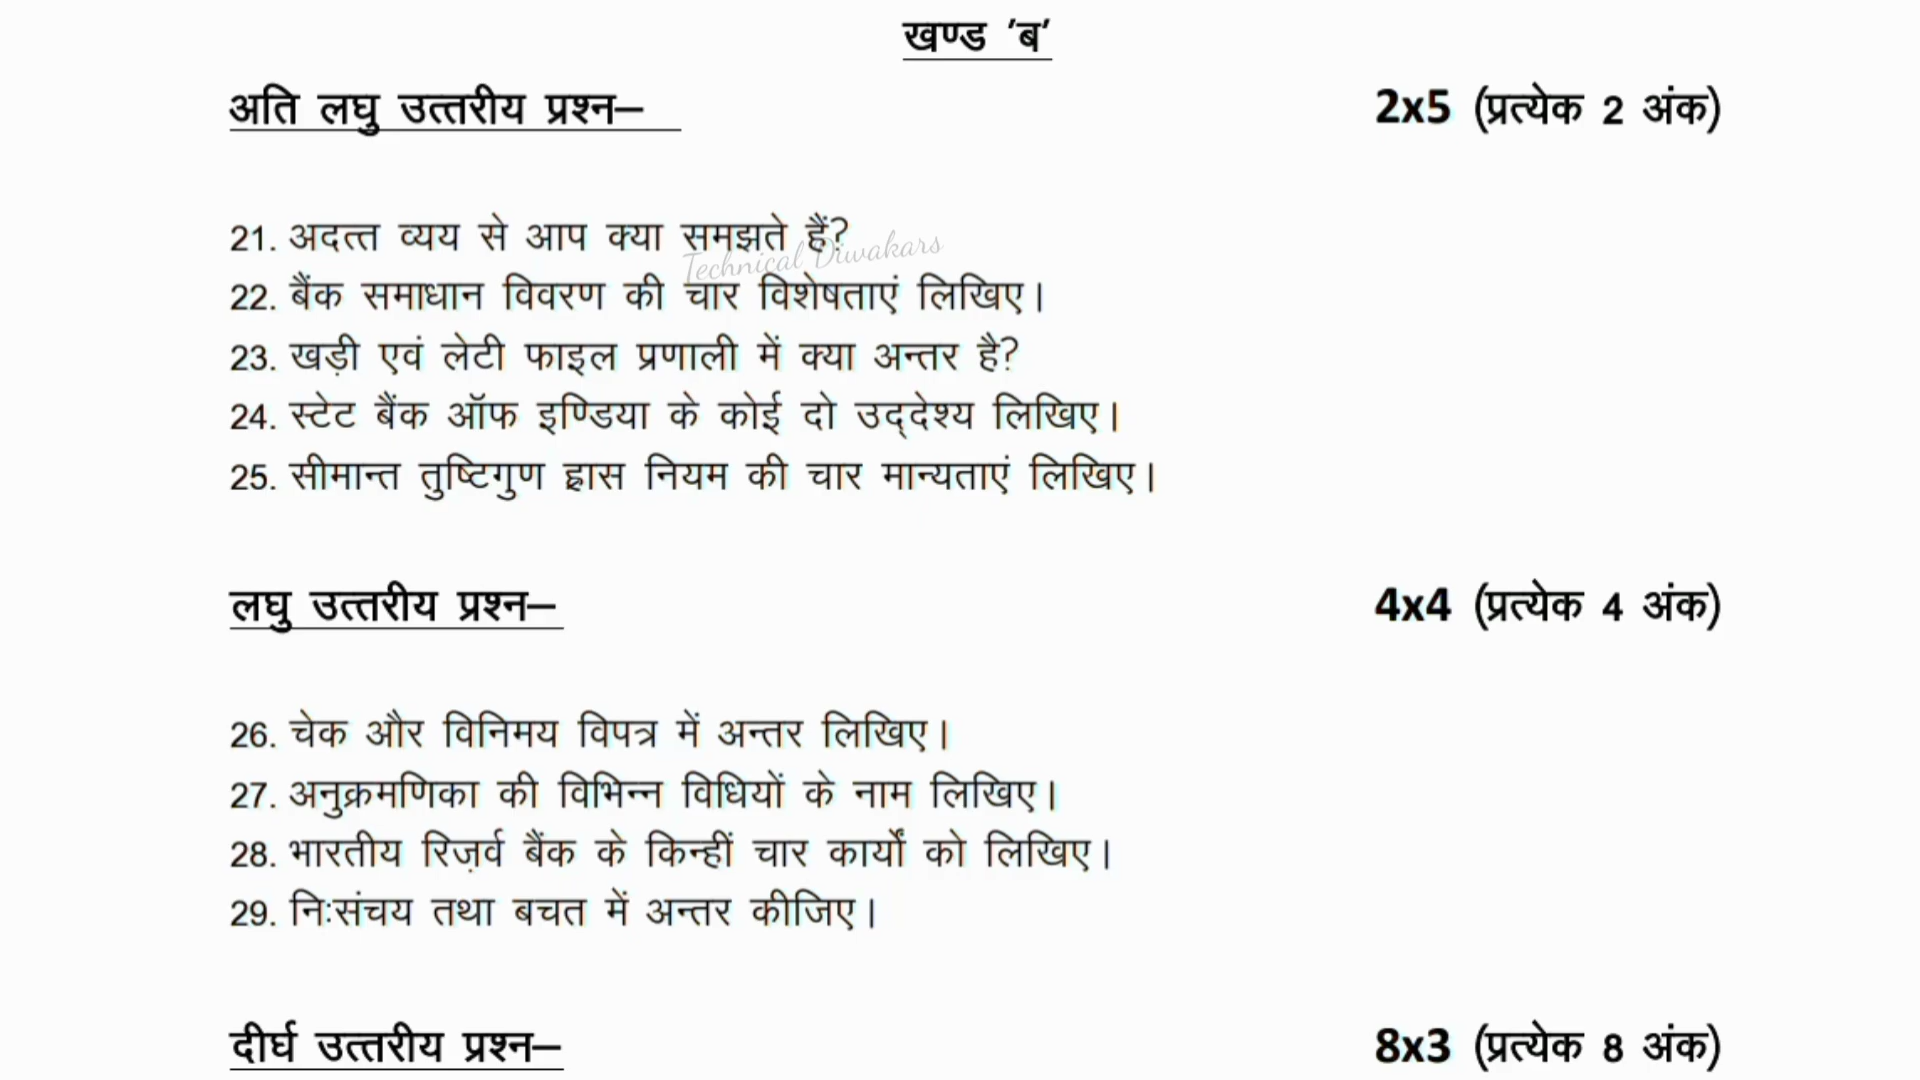 खण्ड 'ब'
अति लघु उत्तरीय प्रश्न– 2x5 (प्रत्येक 2 अंक)
21. अदत्त व्यय से आप क्या समझते हैं?
Technical Diwakars
22. बैंक समाधान विवरण की चार विशेषताएं लिखिए।
23. खड़ी एवं लेटी फाइल प्रणाली में क्या अन्तर है?
24. स्टेट बैंक ऑफ इण्डिया के कोई दो उद्देश्य लिखिए।
25. सीमान्त तुष्टिगुण ह्रास नियम की चार मान्यताएं लिखिए।
लघु उत्तरीय प्रश्न– 4x4 (प्रत्येक 4 अंक)
26. चेक और विनिमय विपत्र में अन्तर लिखिए।
27. अनुक्रमणिका की विभिन्न विधियों के नाम लिखिए।
28. भारतीय रिज़र्व बैंक के किन्हीं चार कार्यों को लिखिए।
29. निःसंचय तथा बचत में अन्तर कीजिए।
दीर्घ उत्तरीय प्रश्न– 8x3 (प्रत्येक 8 अंक)